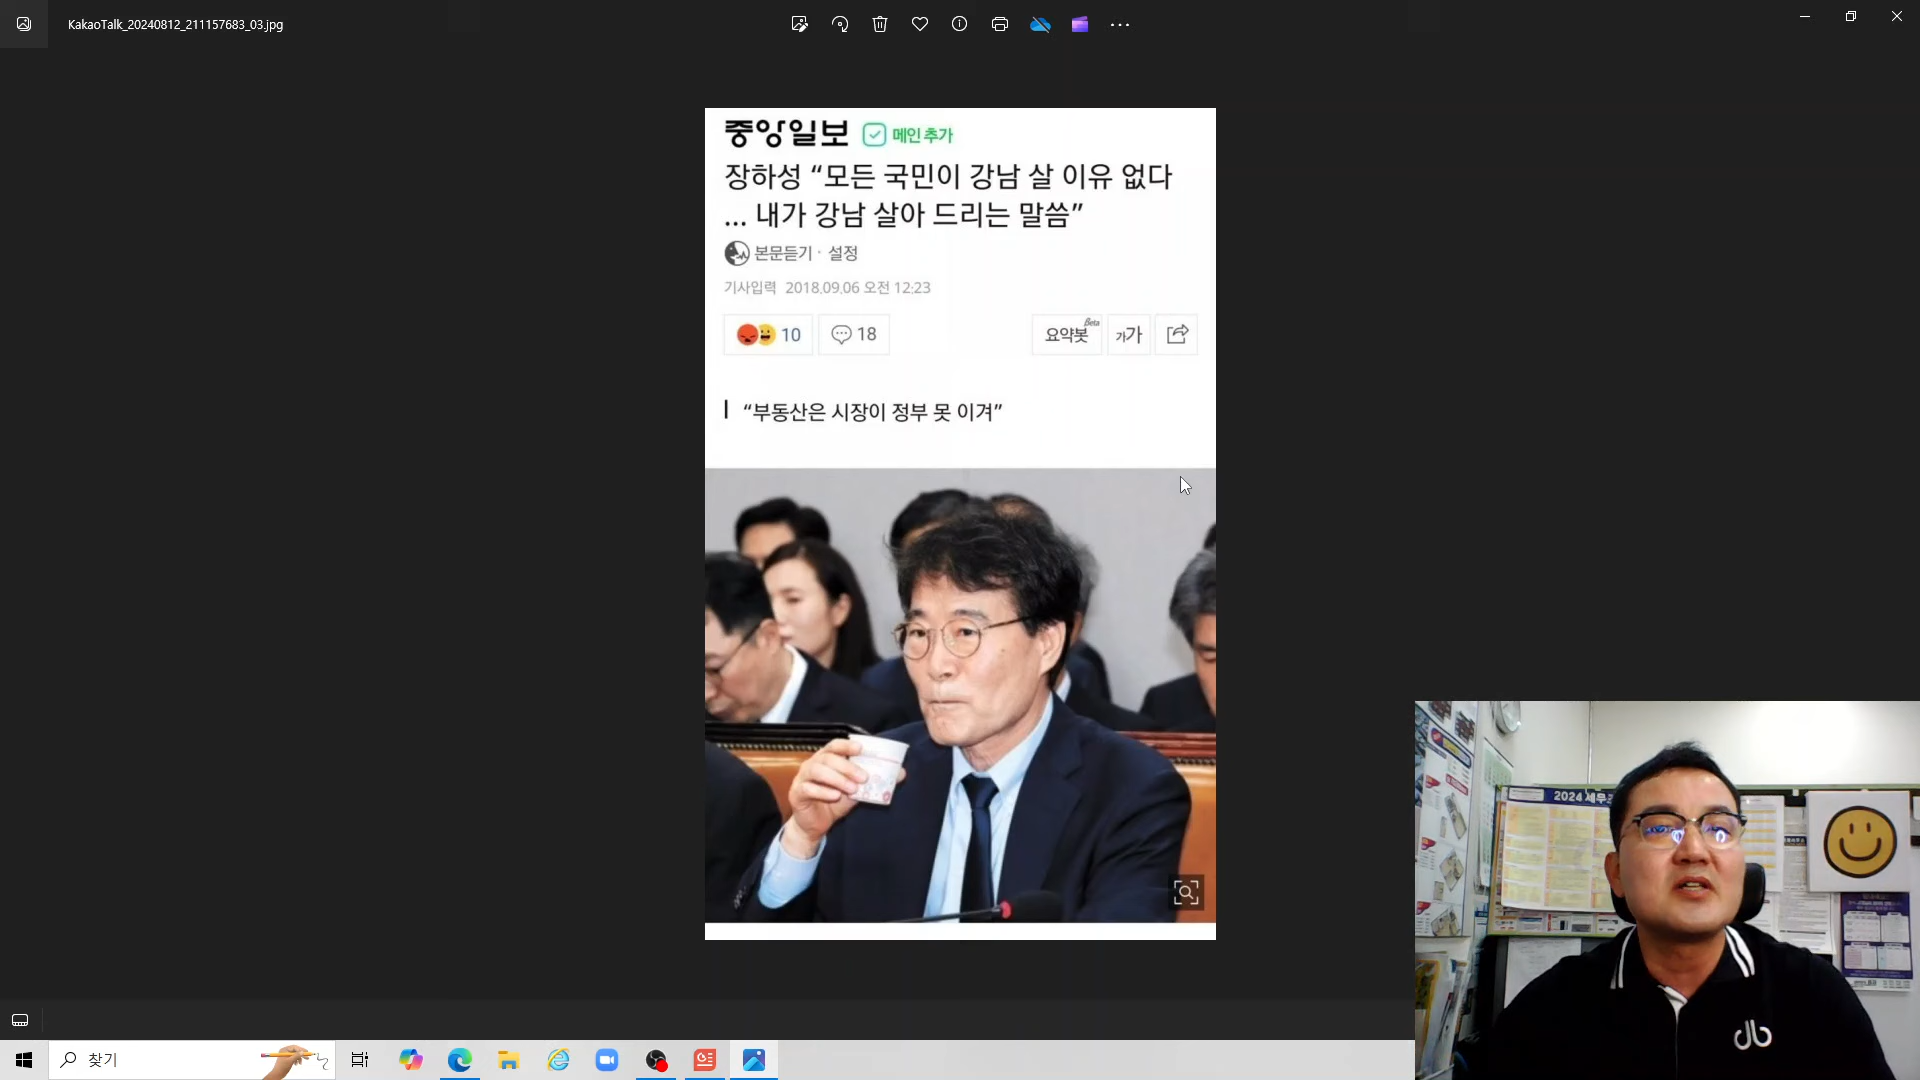 KakaoTalk_20240812_211157683_03.jpg
중앙일보 메인 추가
장하성 “모든 국민이 강남 살 이유 없다
... 내가 강남 살아 드리는 말씀”
본문듣기 · 설정
기사입력 2018.09.06 오전 12:23
10 18 요약봇 Beta 가가
“부동산은 시장이 정부 못 이겨”
2024 세무
찾기